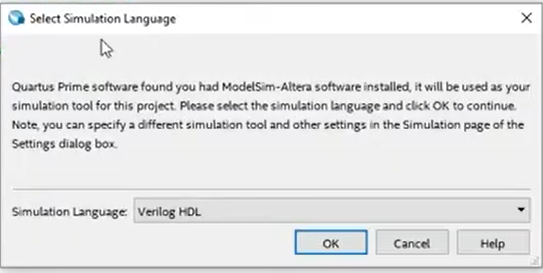 Select Simulation Language
Quartus Prime software found you had ModelSim-Altera software installed, it will be used as your
simulation tool for this project. Please select the simulation language and click OK to continue.
Note, you can specify a different simulation tool and other settings in the Simulation page of the
Settings dialog box.
Simulation Language: Verilog HDL
OK Cancel Help